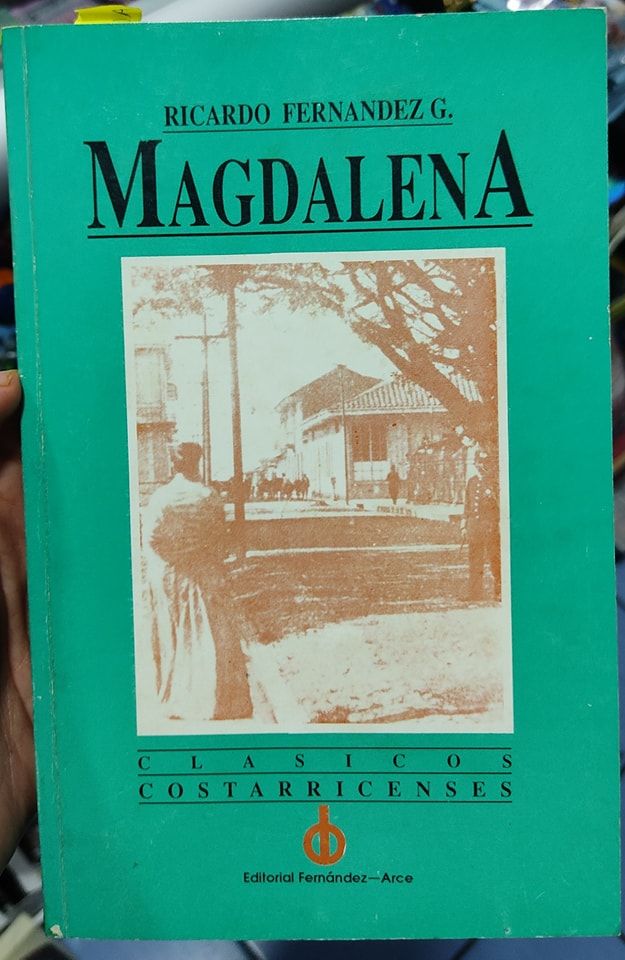 RICARDO FERNANDEZ G.
MAGDALENA
CLASICOS
COSTARRICENSES
Editorial Fernández—Arce